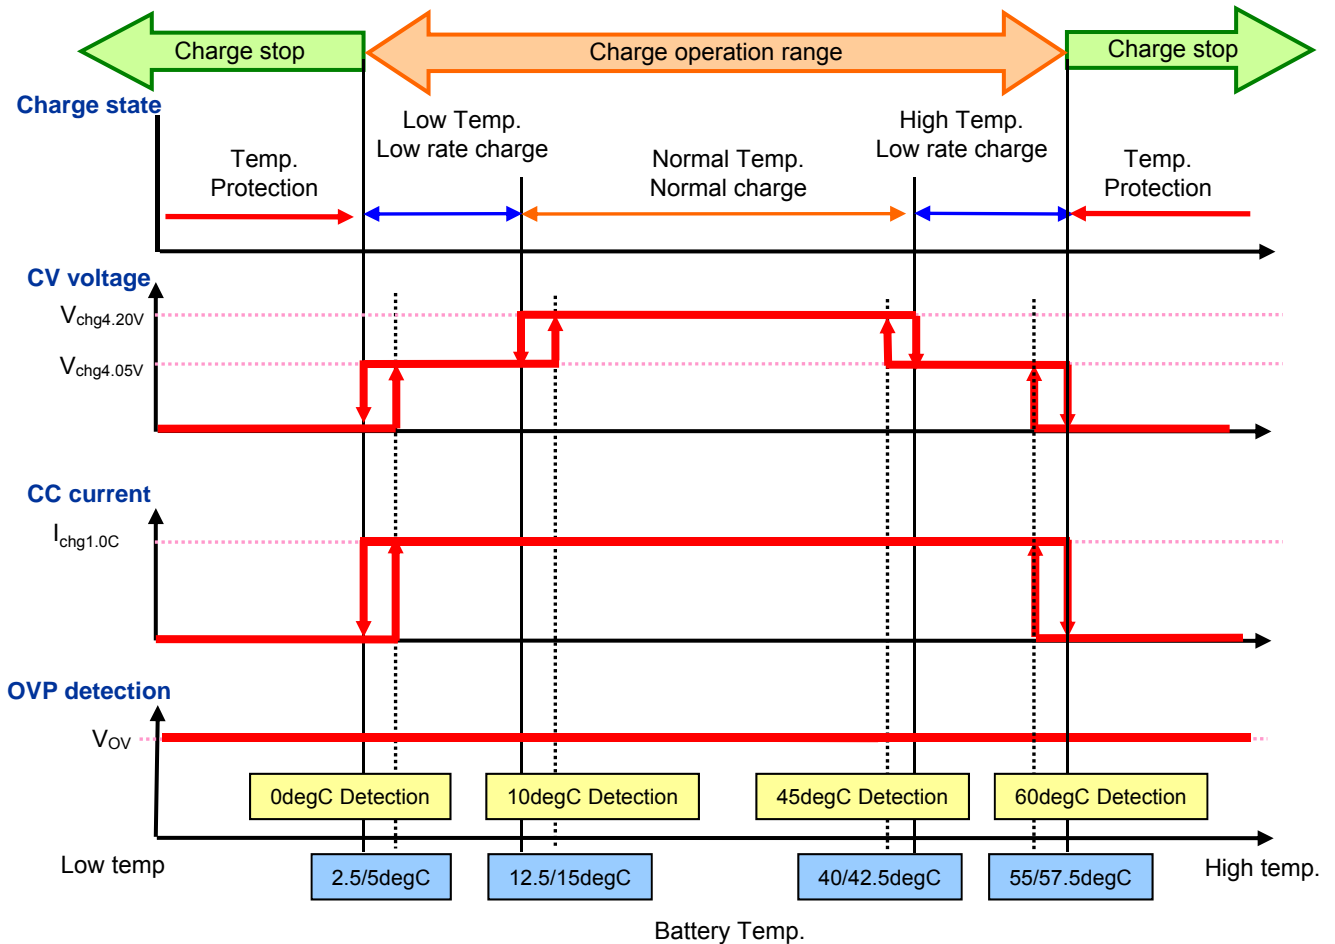 Charge stop
Charge operation range
Charge stop
Charge state
Low Temp.
Low rate charge
High Temp.
Low rate charge
Temp.
Protection
Normal Temp.
Normal charge
Temp.
Protection
CV voltage
Vchg4.20V
Vchg4.05V
CC current
Ichg1.0C
OVP detection
VOV
0degC Detection
10degC Detection
45degC Detection
60degC Detection
Low temp
2.5/5degC
12.5/15degC
40/42.5degC
55/57.5degC
High temp.
Battery Temp.